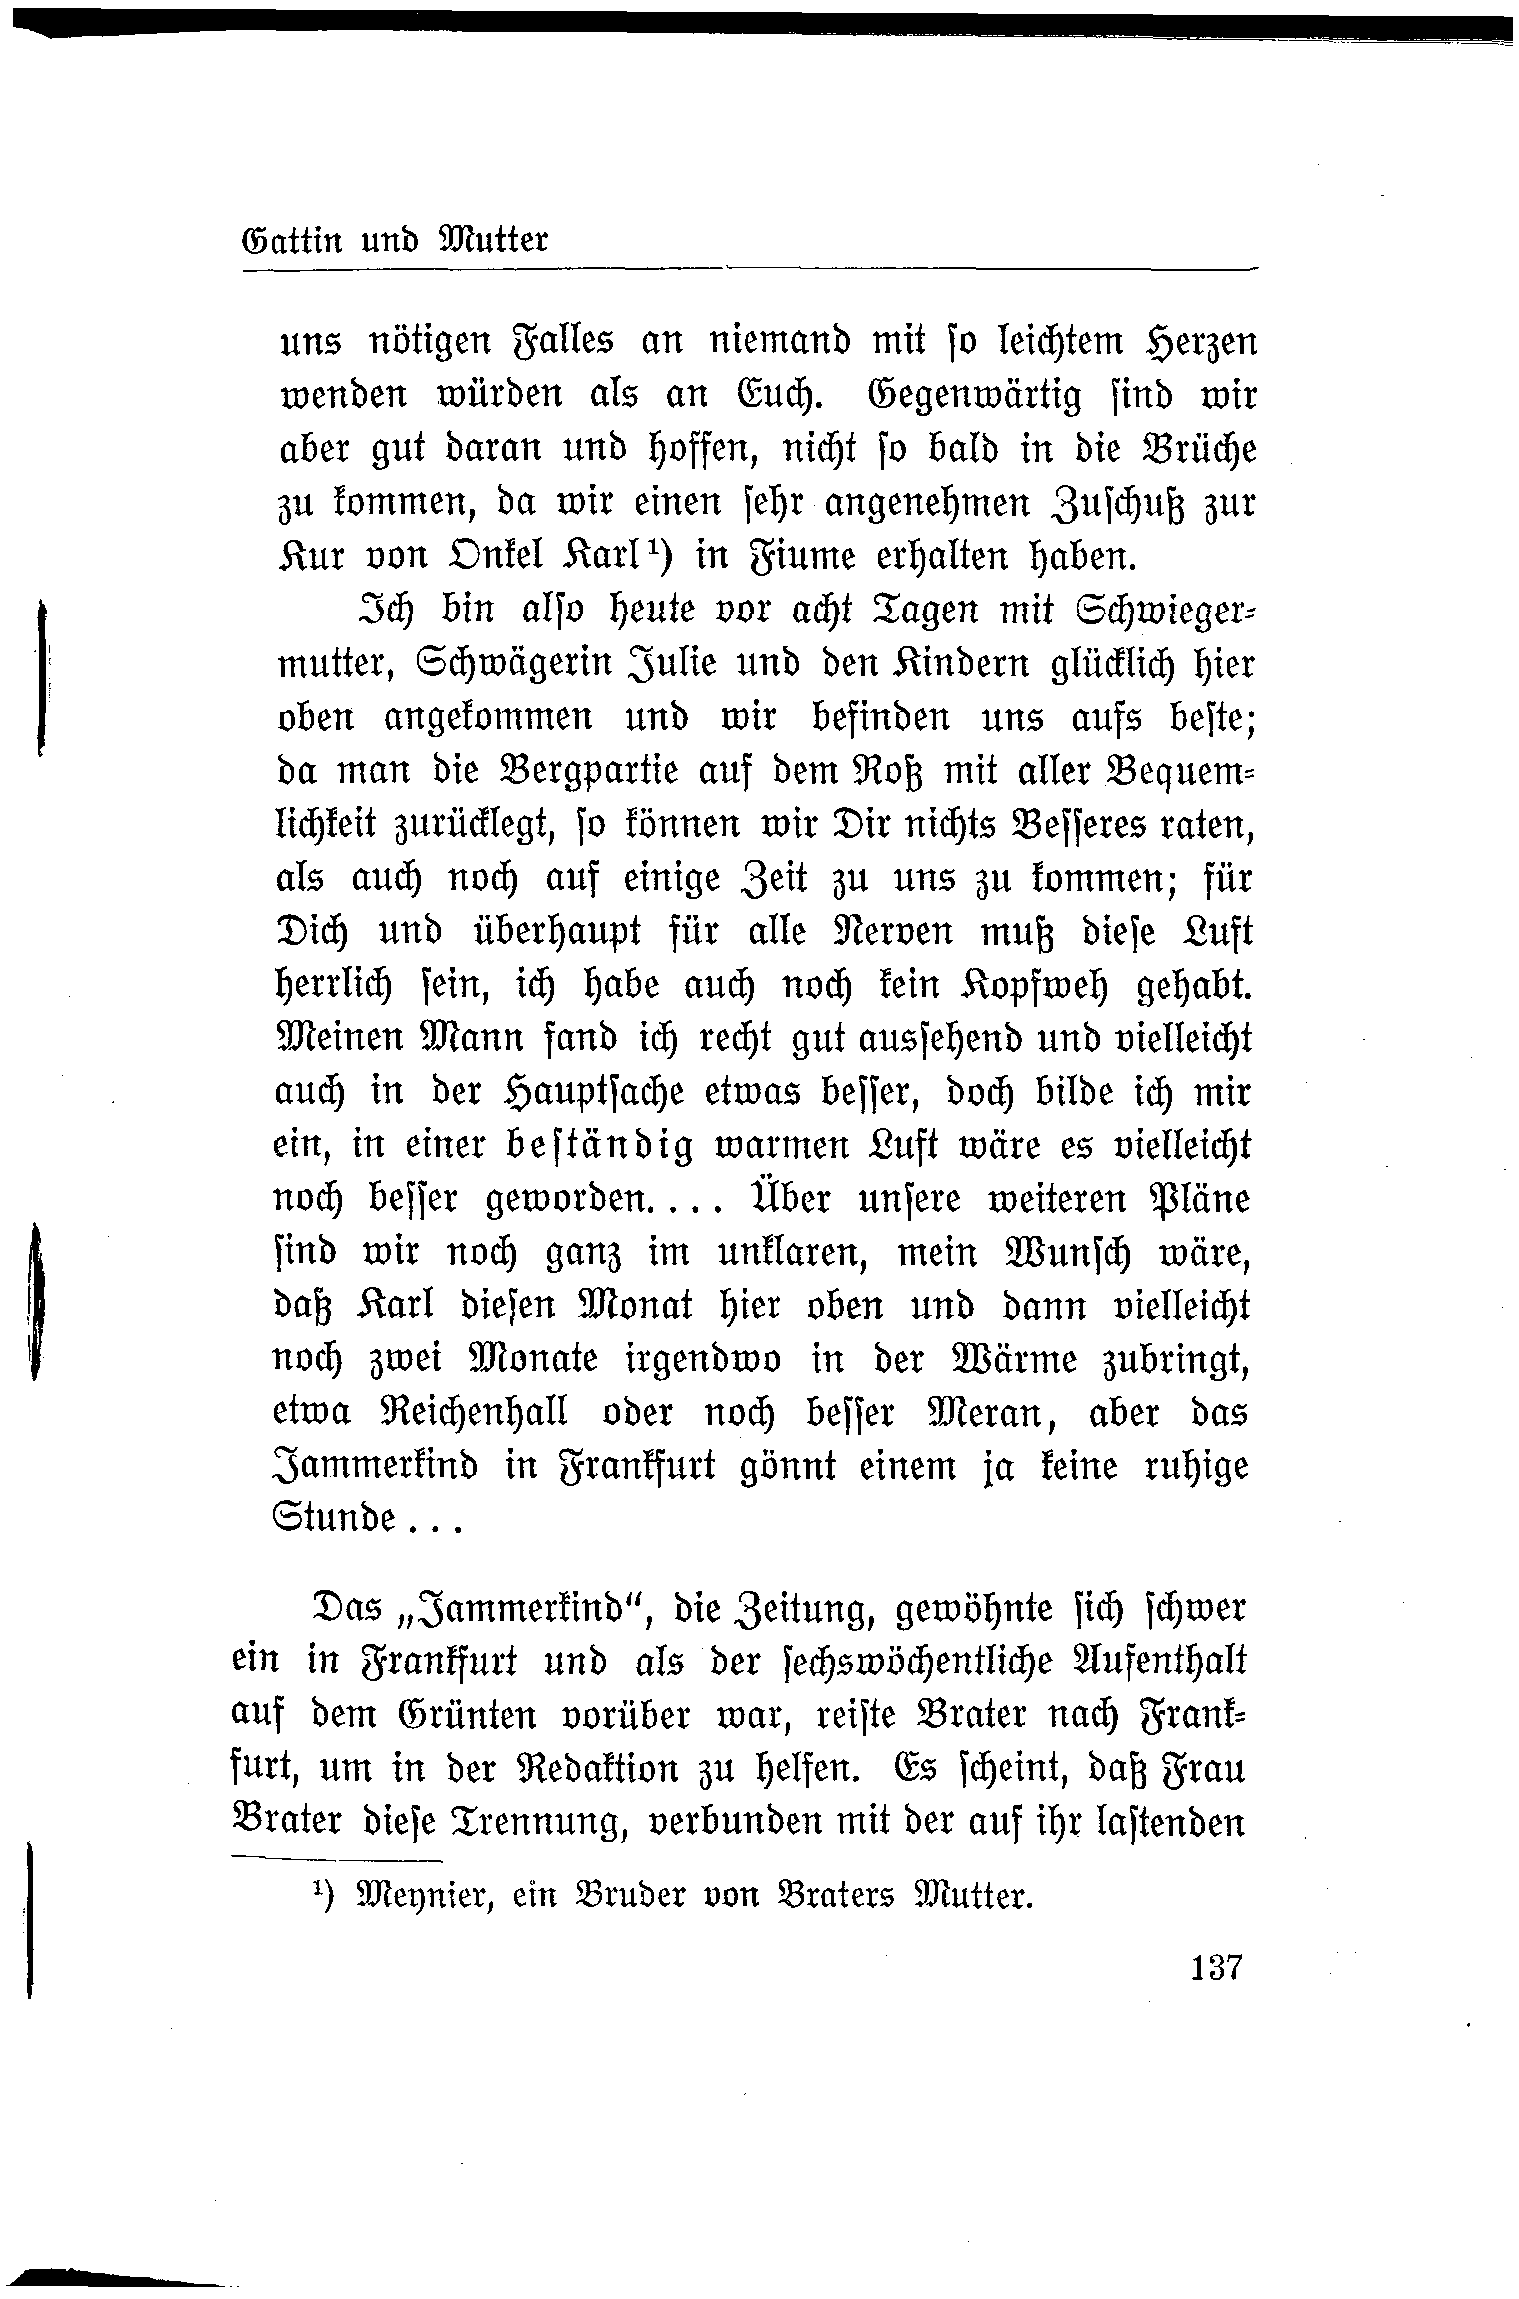 Gattin und Mutter
uns nötigen Falles an niemand mit so leichtem Herzen
wenden würden als an Euch. Gegenwärtig sind wir
aber gut daran und hoffen, nicht so bald in die Brüche
zu kommen, da wir einen sehr angenehmen Zuschuß zur
Kur von Onkel Karl¹) in Fiume erhalten haben.
Ich bin also heute vor acht Tagen mit Schwieger-
mutter, Schwägerin Julie und den Kindern glücklich hier
oben angekommen und wir befinden uns aufs beste;
da man die Bergpartie auf dem Roß mit aller Bequem-
lichkeit zurücklegt, so können wir Dir nichts Besseres raten,
als auch noch auf einige Zeit zu uns zu kommen; für
Dich und überhaupt für alle Nerven muß diese Luft
herrlich sein, ich habe auch noch kein Kopfweh gehabt.
Meinen Mann fand ich recht gut aussehend und vielleicht
auch in der Hauptsache etwas besser, doch bilde ich mir
ein, in einer beständig warmen Luft wäre es vielleicht
noch besser geworden.... Über unsere weiteren Pläne
sind wir noch ganz im unklaren, mein Wunsch wäre,
daß Karl diesen Monat hier oben und dann vielleicht
noch zwei Monate irgendwo in der Wärme zubringt,
etwa Reichenhall oder noch besser Meran, aber das
Jammerkind in Frankfurt gönnt einem ja keine ruhige
Stunde...
Das „Jammerkind“, die Zeitung, gewöhnte sich schwer
ein in Frankfurt und als der sechswöchentliche Aufenthalt
auf dem Grünten vorüber war, reiste Brater nach Frank-
furt, um in der Redaktion zu helfen. Es scheint, daß Frau
Brater diese Trennung, verbunden mit der auf ihr lastenden
¹) Meynier, ein Bruder von Braters Mutter.
137